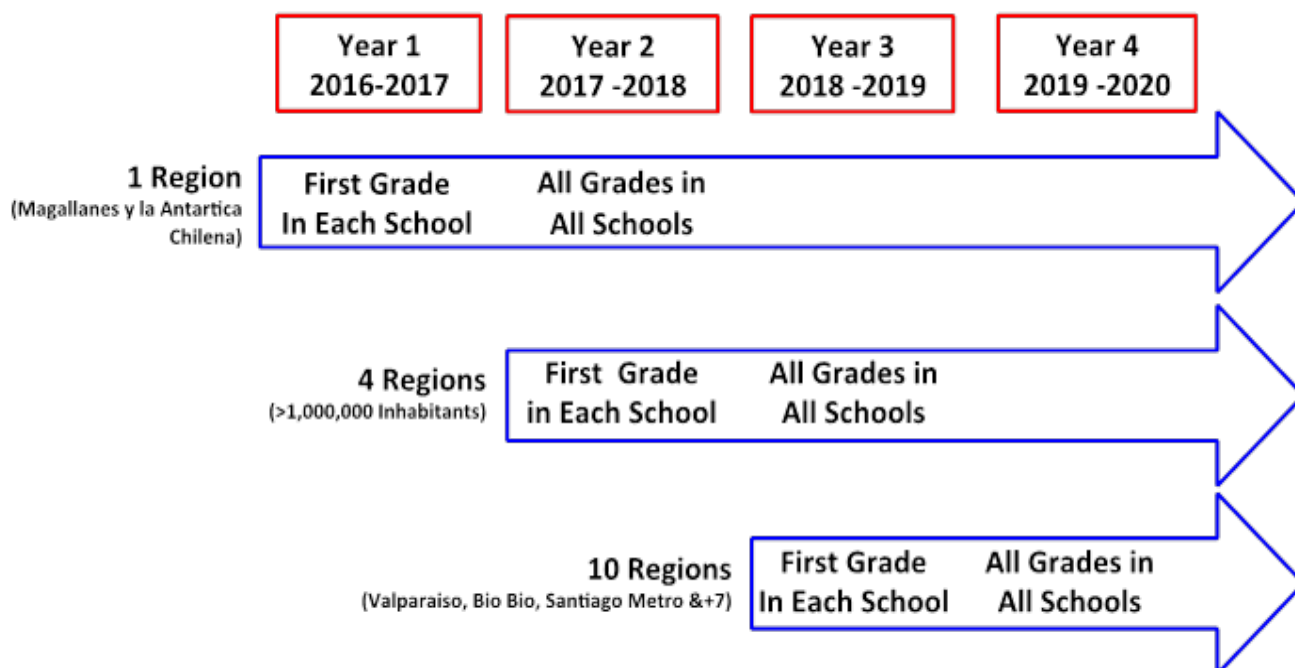 Year 1
2016-2017
Year 2
2017 -2018
Year 3
2018 -2019
Year 4
2019 -2020
1 Region
(Magallanes y la Antartica
Chilena)
First Grade
In Each School
All Grades in
All Schools
4 Regions
(>1,000,000 Inhabitants)
First Grade
in Each School
All Grades in
All Schools
10 Regions
(Valparaiso, Bio Bio, Santiago Metro &+7)
First Grade
In Each School
All Grades in
All Schools